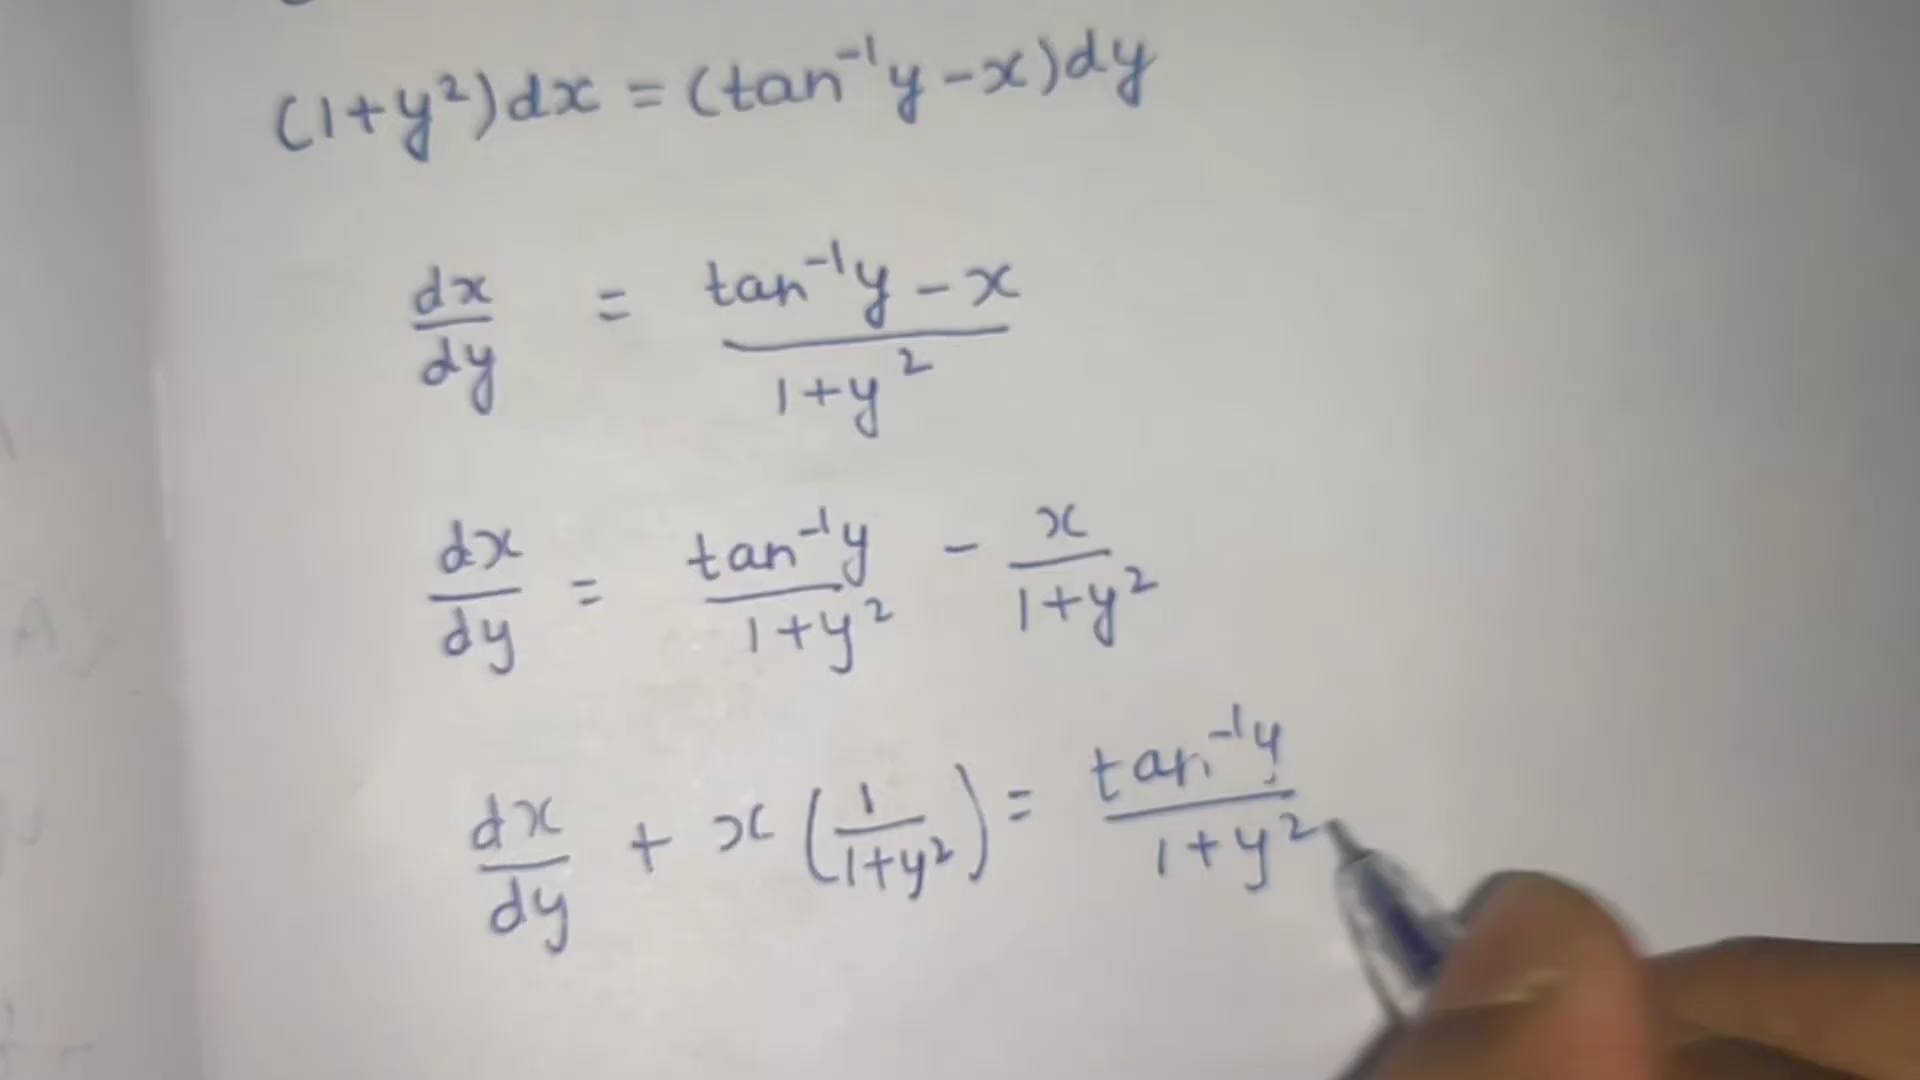 (1+y²)dx = (tan⁻¹y-x)dy
dx/dy = (tan⁻¹y - x)/(1+y²)
dx/dy = tan⁻¹y/(1+y²) - x/(1+y²)
dx/dy + x(1/(1+y²)) = tan⁻¹y/(1+y²)